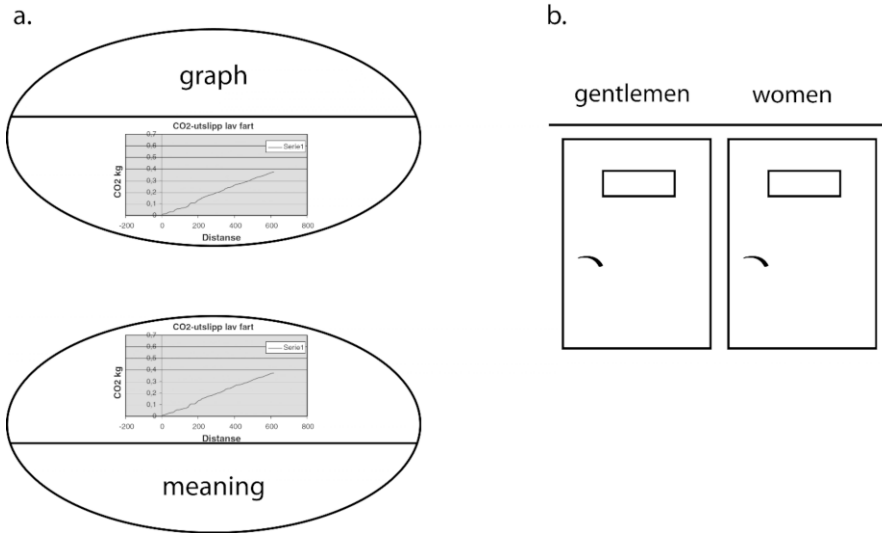 a.
graph
CO2-utslipp lav fart
0,7
0,6
0,5
0,4
0,3
0,2
0,1
0
CO2 kg
Serie1
-200 0 200 400 600 800
Distanse
CO2-utslipp lav fart
0,7
0,6
0,5
0,4
0,3
0,2
0,1
0
CO2 kg
Serie1
-200 0 200 400 600 800
Distanse
meaning
b.
gentlemen women